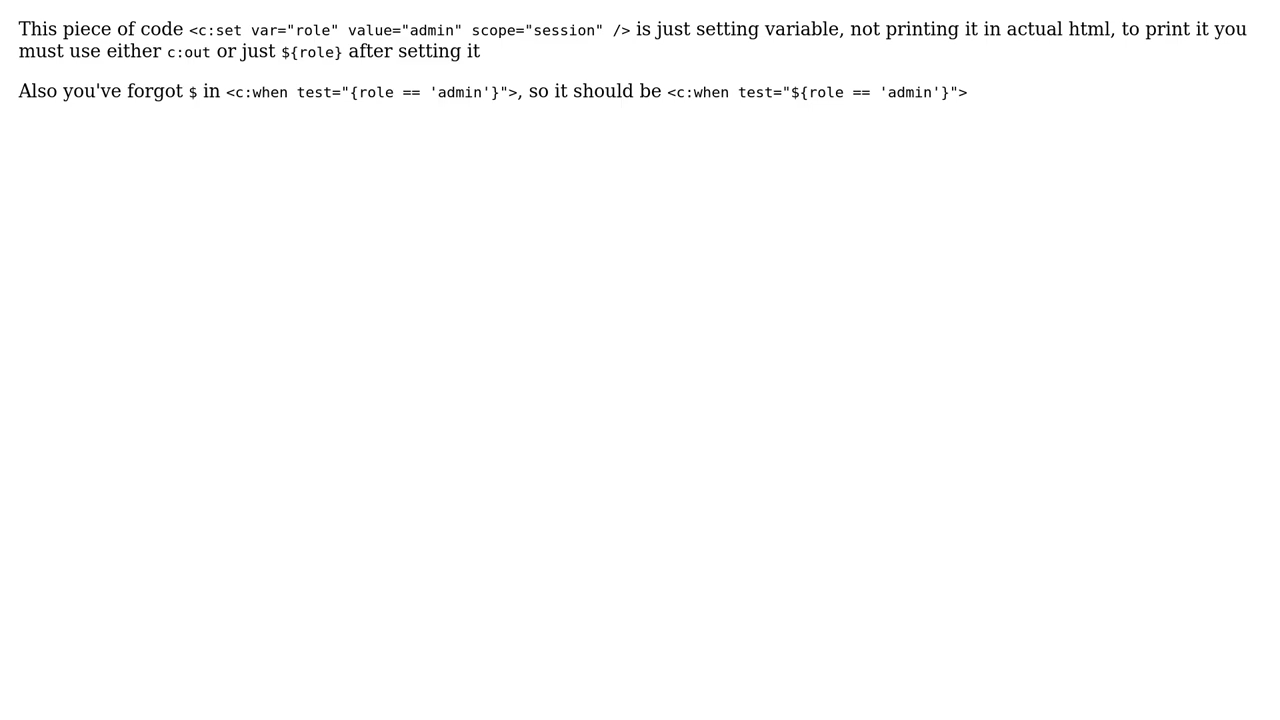 This piece of code <c:set var="role" value="admin" scope="session" /> is just setting variable, not printing it in actual html, to print it you
must use either c:out or just ${role} after setting it
Also you've forgot $ in <c:when test="{role == 'admin'}">, so it should be <c:when test="${role == 'admin'}">